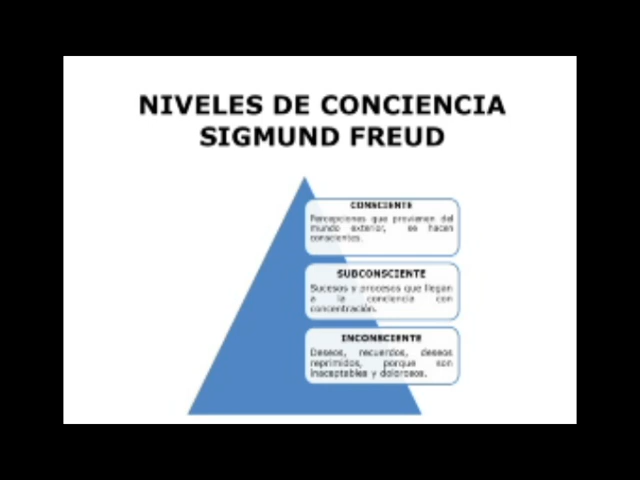 NIVELES DE CONCIENCIA
SIGMUND FREUD
CONSCIENTE
Percepciones que provienen del
mundo exterior, se hacen
conscientes.
SUBCONSCIENTE
Sucesos y procesos que llegan
a la conciencia con
concentración.
INCONSCIENTE
Deseos, recuerdos, deseos
reprimidos, porque son
inaceptables y dolorosos.